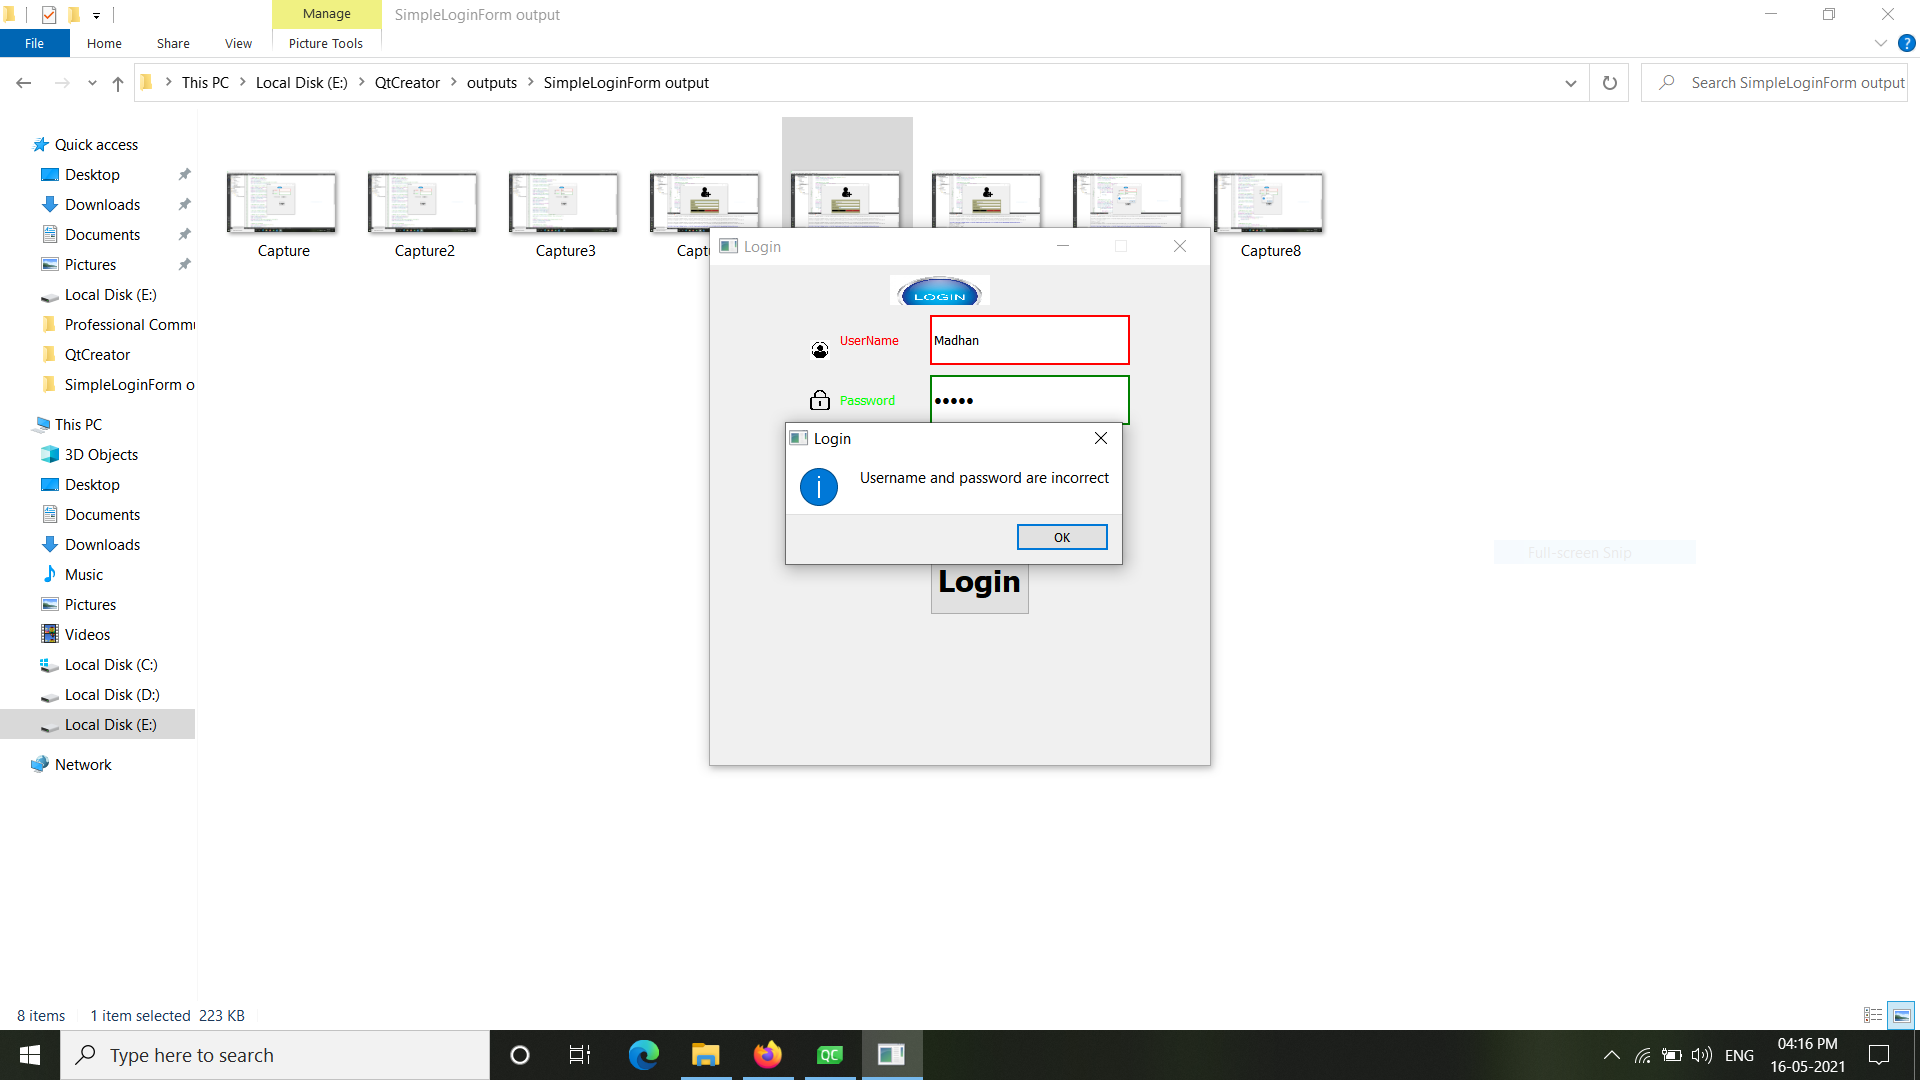 Manage
SimpleLoginForm output
File
Home
Share
View
Picture Tools
This PC
Local Disk (E:)
QtCreator
outputs
SimpleLoginForm output
Search SimpleLoginForm output
Quick access
Desktop
Downloads
Documents
Pictures
Local Disk (E:)
Professional Commu
QtCreator
SimpleLoginForm o
This PC
3D Objects
Desktop
Documents
Downloads
Music
Pictures
Videos
Local Disk (C:)
Local Disk (D:)
Local Disk (E:)
Network
Capture
Capture2
Capture3
Captu
Capture8
Login
LOGIN
UserName
Madhan
Password
Login
Username and password are incorrect
OK
Login
Full-screen Snip
8 items
1 item selected 223 KB
Type here to search
QC
ENG
04:16 PM
16-05-2021